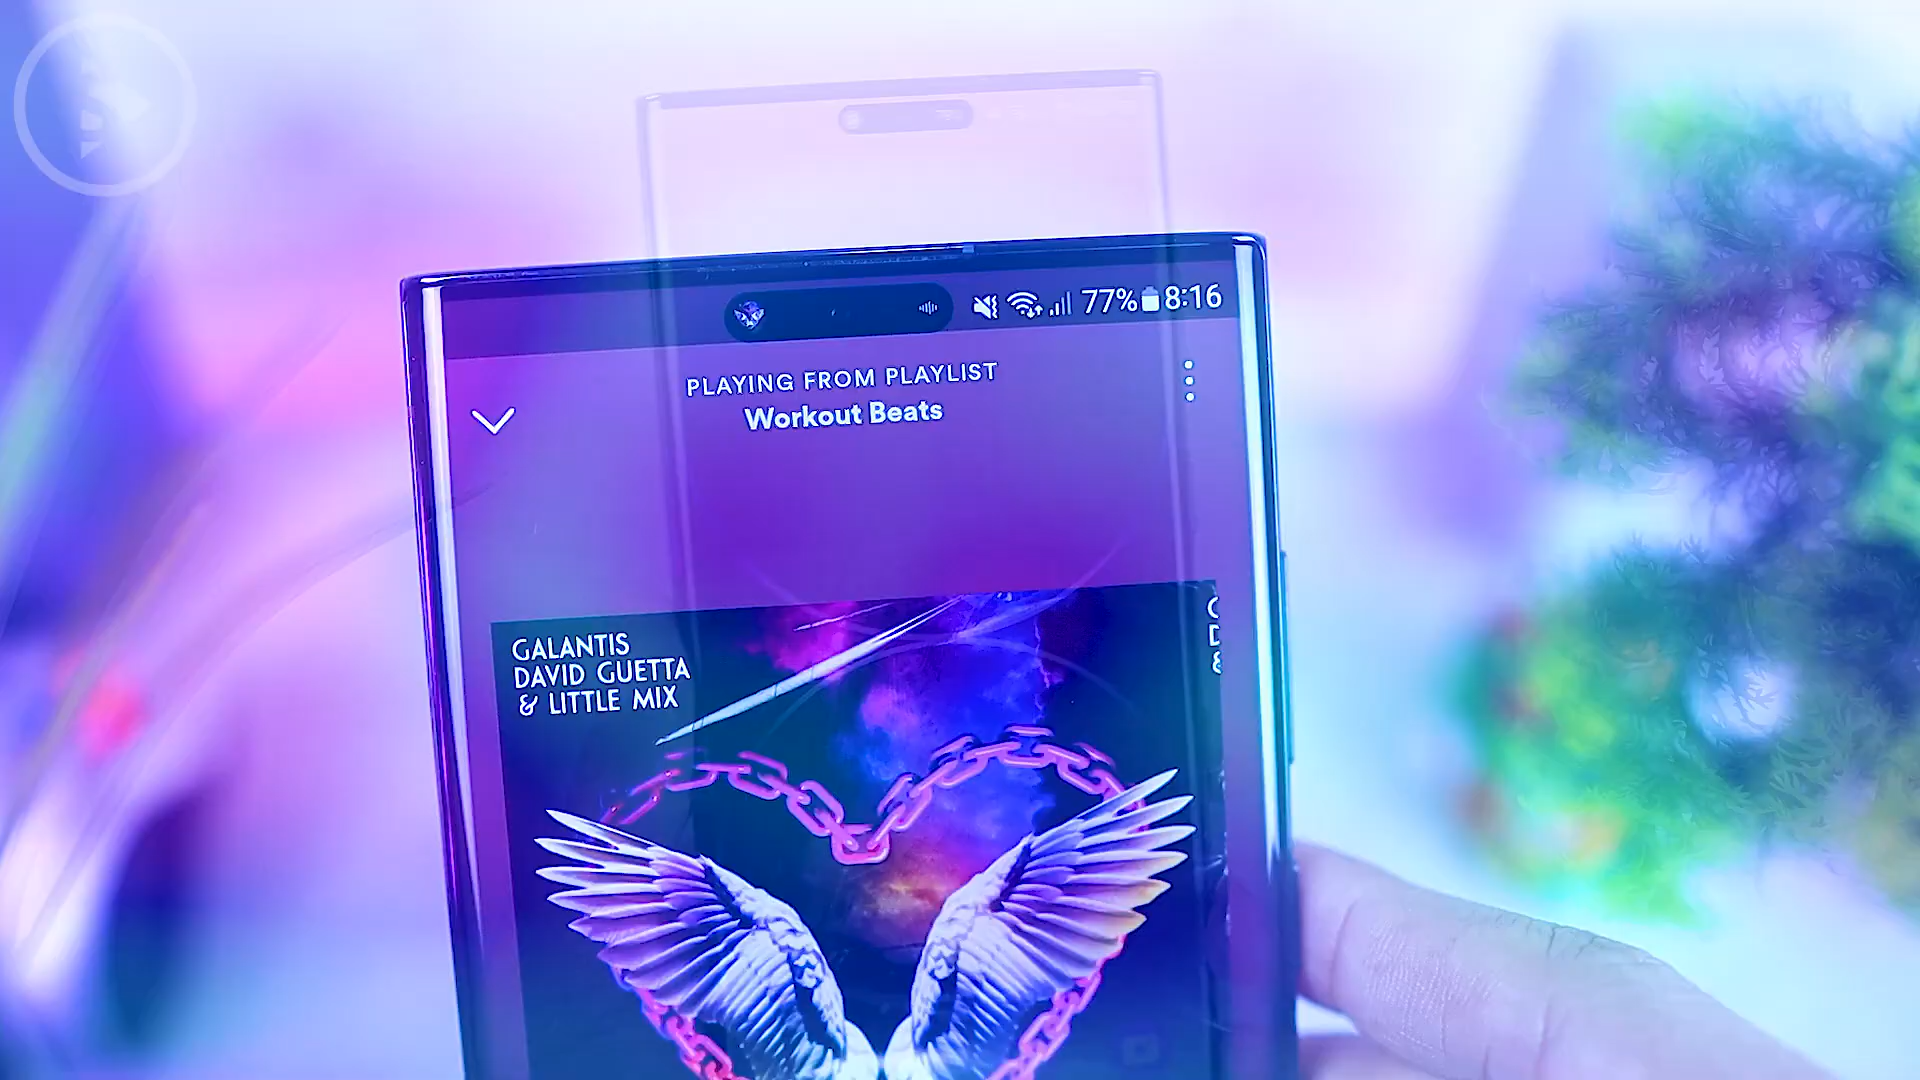 77% 8:16
PLAYING FROM PLAYLIST
Workout Beats
GALANTIS
DAVID GUETTA
& LITTLE MIX